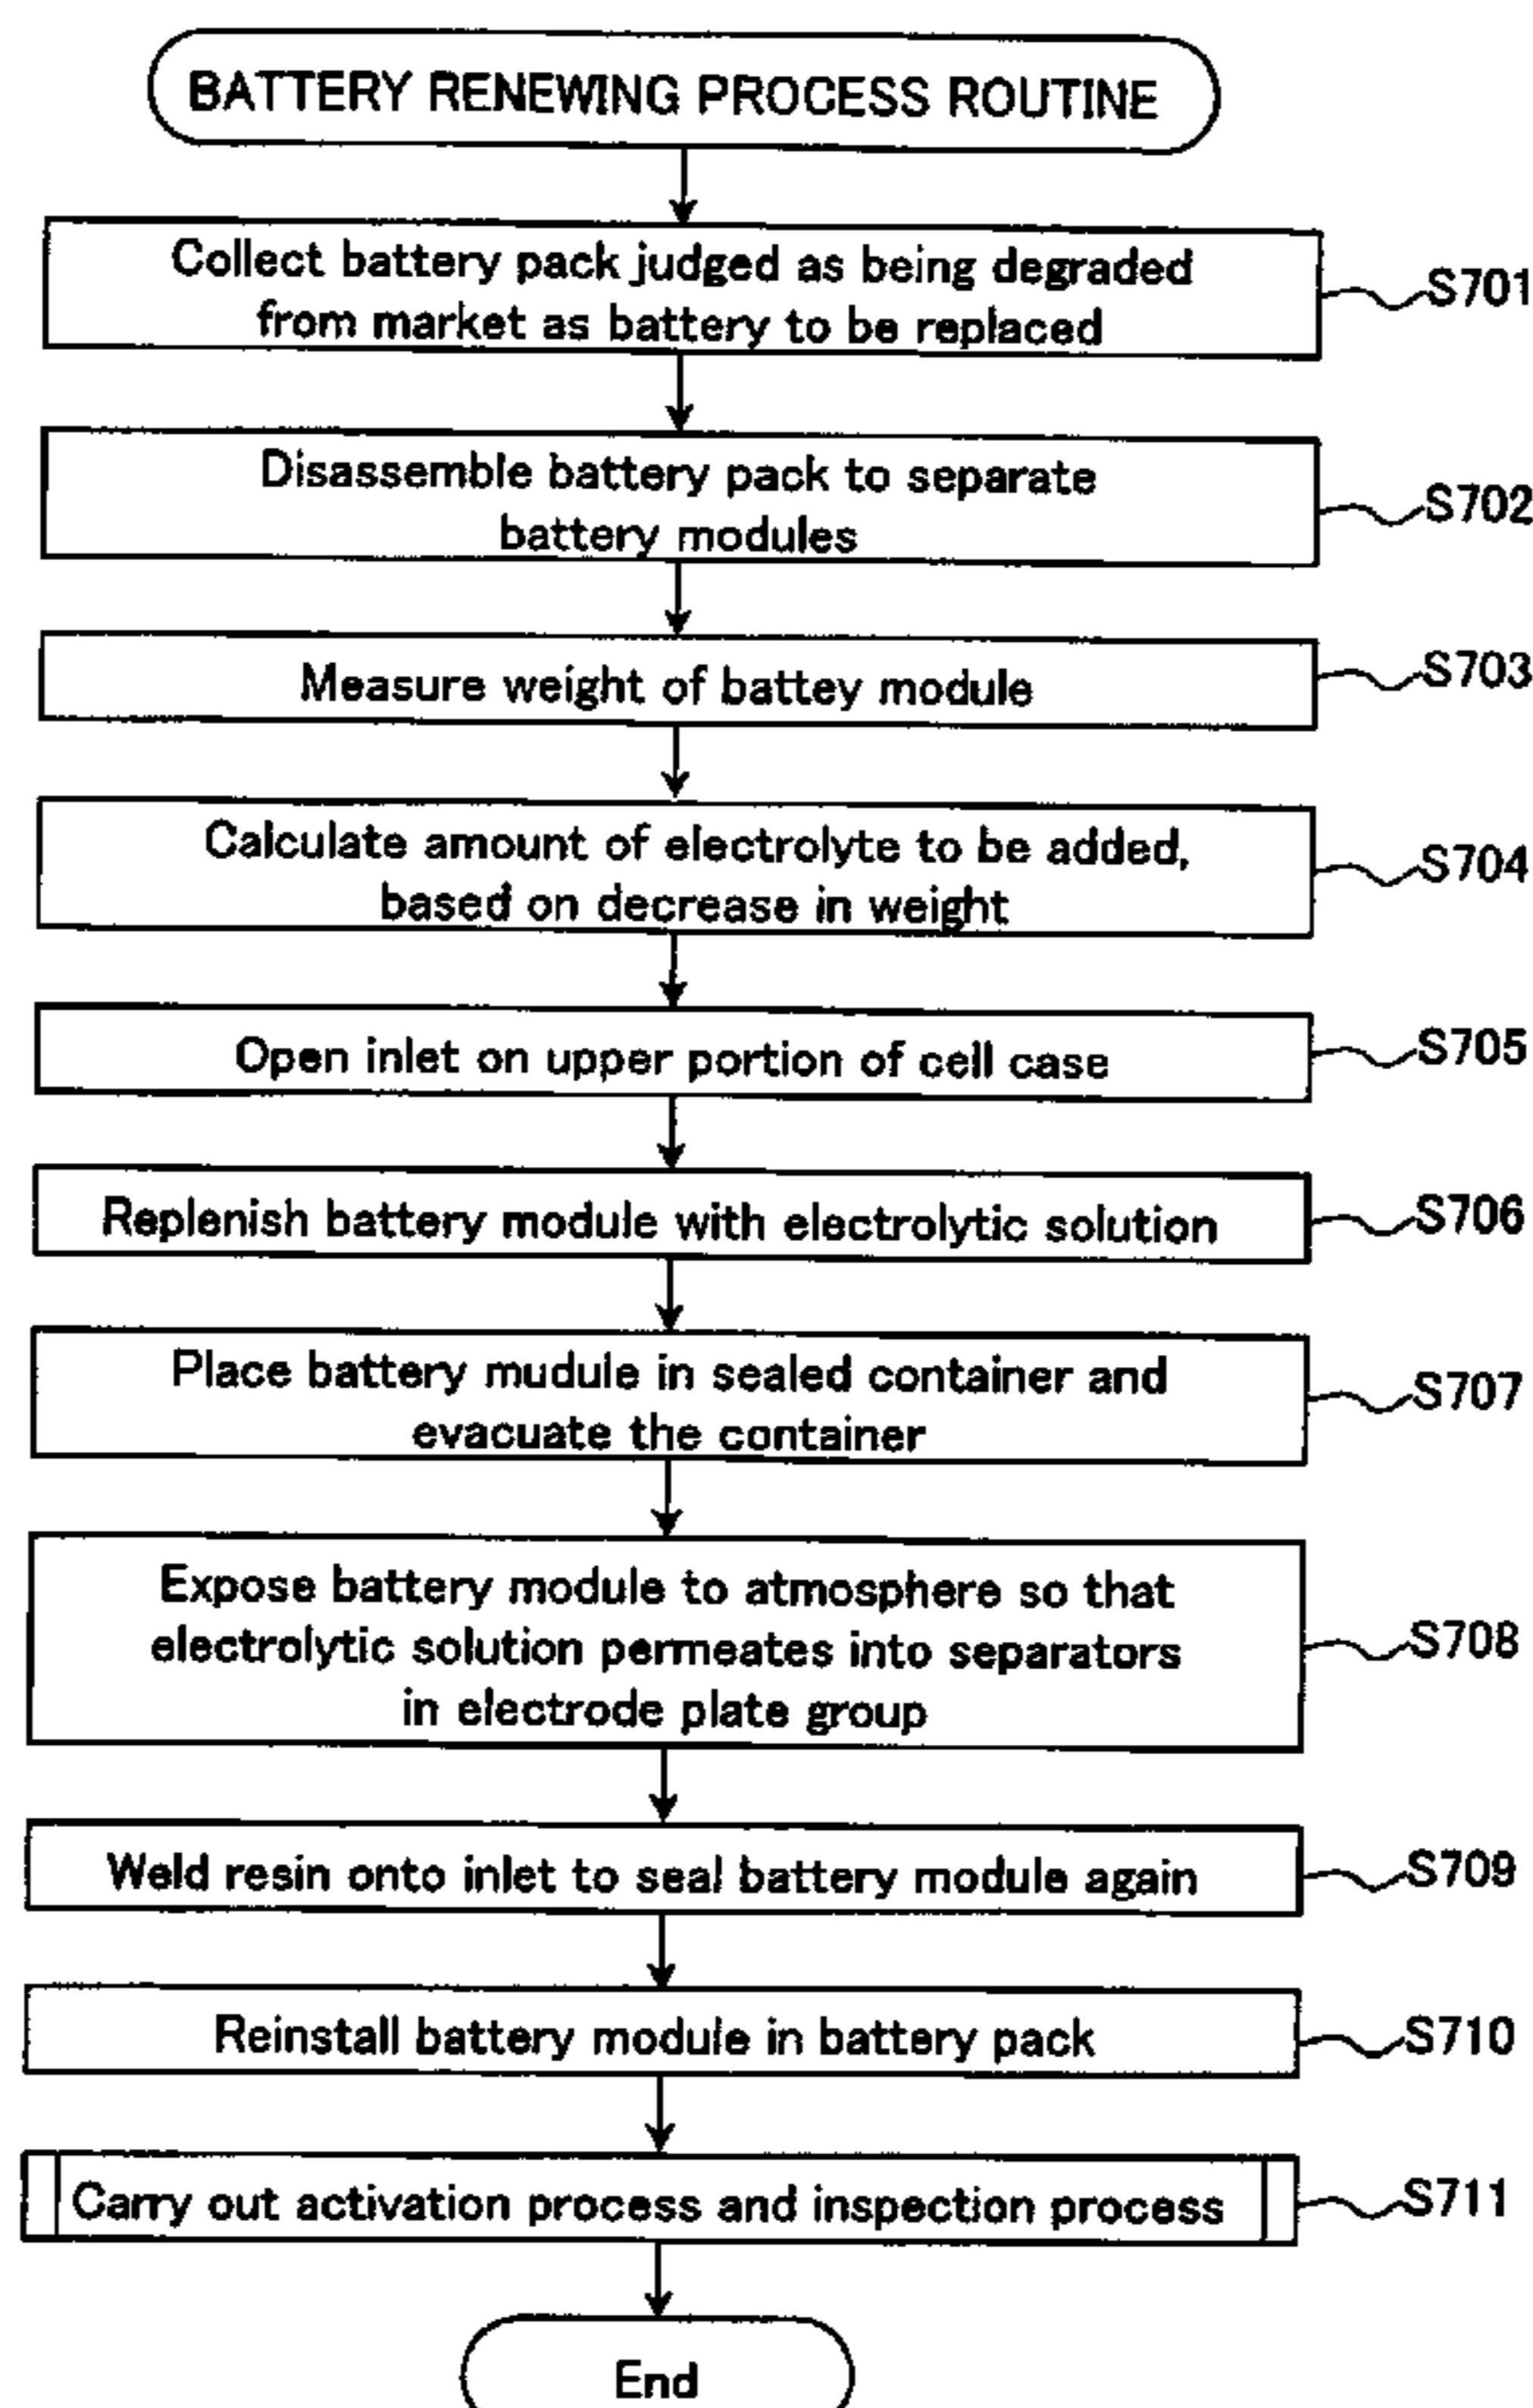 BATTERY RENEWING PROCESS ROUTINE
Collect battery pack judged as being degraded
from market as battery to be replaced
S701
Disassemble battery pack to separate
battery modules
S702
Measure weight of battey module
S703
Calculate amount of electrolyte to be added,
based on decrease in weight
S704
Open inlet on upper portion of cell case
S705
Replenish battery module with electrolytic solution
S706
Place battery mudule in sealed container and
evacuate the container
S707
Expose battery module to atmosphere so that
electrolytic solution permeates into separators
in electrode plate group
S708
Weld resin onto inlet to seal battery module again
S709
Reinstall battery module in battery pack
S710
Carry out activation process and inspection process
S711
End